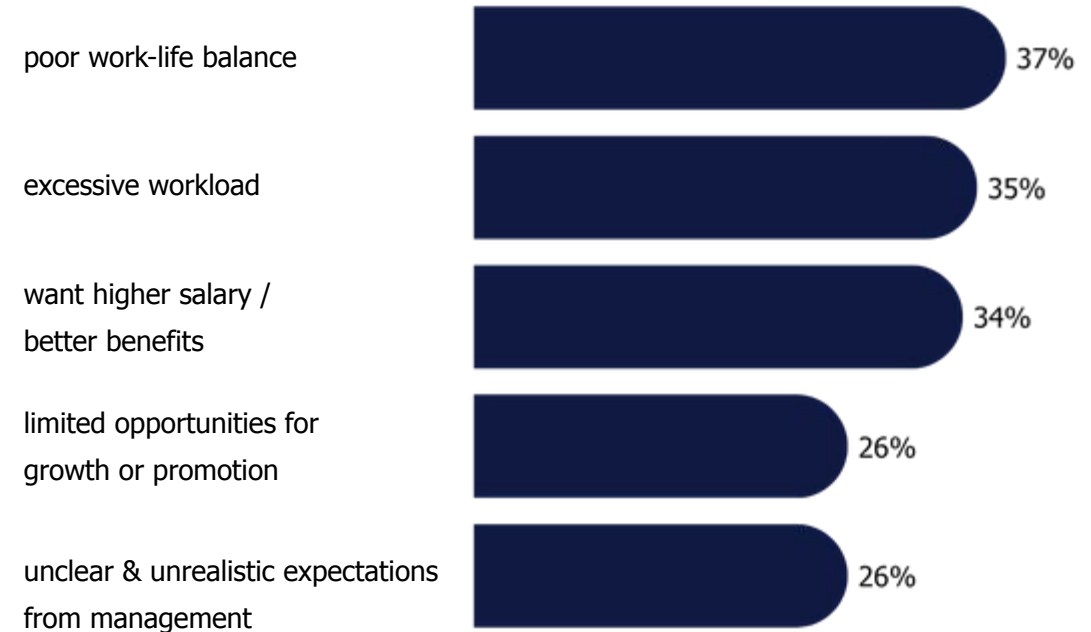 poor work-life balance
37%
excessive workload
35%
want higher salary /
better benefits
34%
limited opportunities for
growth or promotion
26%
unclear & unrealistic expectations
from management
26%